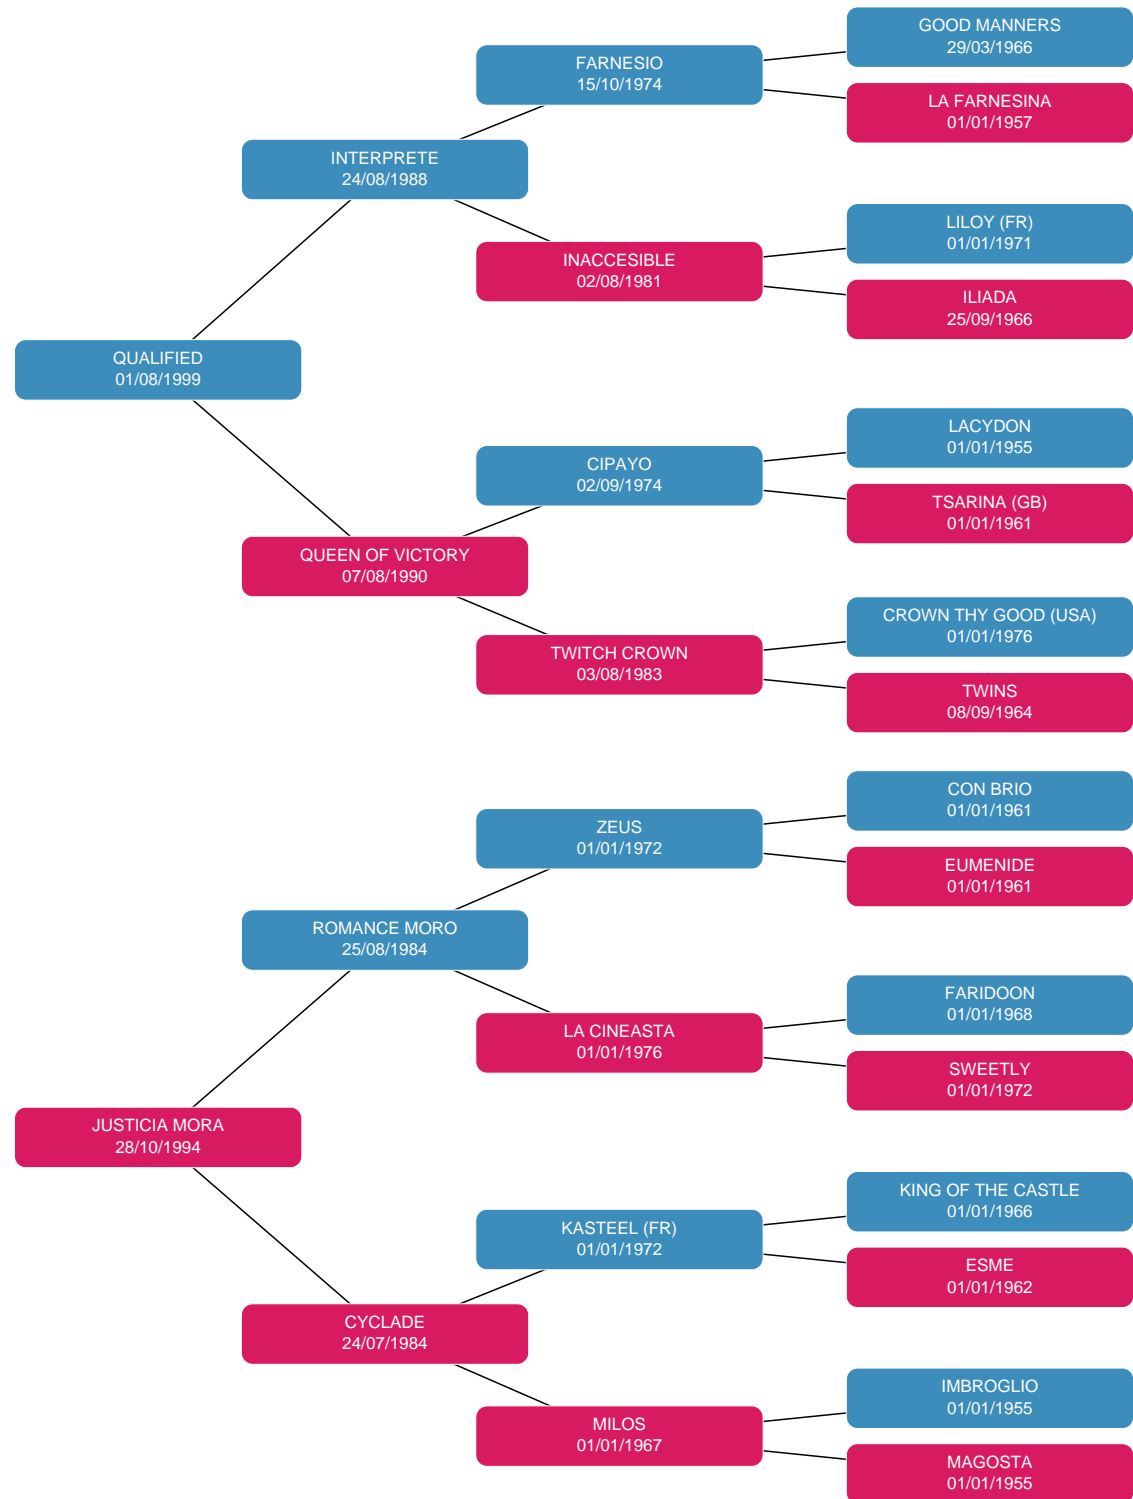 GOOD MANNERS
29/03/1966
FARNESIO
15/10/1974
LA FARNESINA
01/01/1957
INTERPRETE
24/08/1988
LILOY (FR)
01/01/1971
INACCESIBLE
02/08/1981
ILIADA
25/09/1966
QUALIFIED
01/08/1999
LACYDON
01/01/1955
CIPAYO
02/09/1974
TSARINA (GB)
01/01/1961
QUEEN OF VICTORY
07/08/1990
CROWN THY GOOD (USA)
01/01/1976
TWITCH CROWN
03/08/1983
TWINS
08/09/1964
CON BRIO
01/01/1961
ZEUS
01/01/1972
EUMENIDE
01/01/1961
ROMANCE MORO
25/08/1984
FARIDOON
01/01/1968
LA CINEASTA
01/01/1976
SWEETLY
01/01/1972
JUSTICIA MORA
28/10/1994
KING OF THE CASTLE
01/01/1966
KASTEEL (FR)
01/01/1972
ESME
01/01/1962
CYCLADE
24/07/1984
IMBROGLIO
01/01/1955
MILOS
01/01/1967
MAGOSTA
01/01/1955